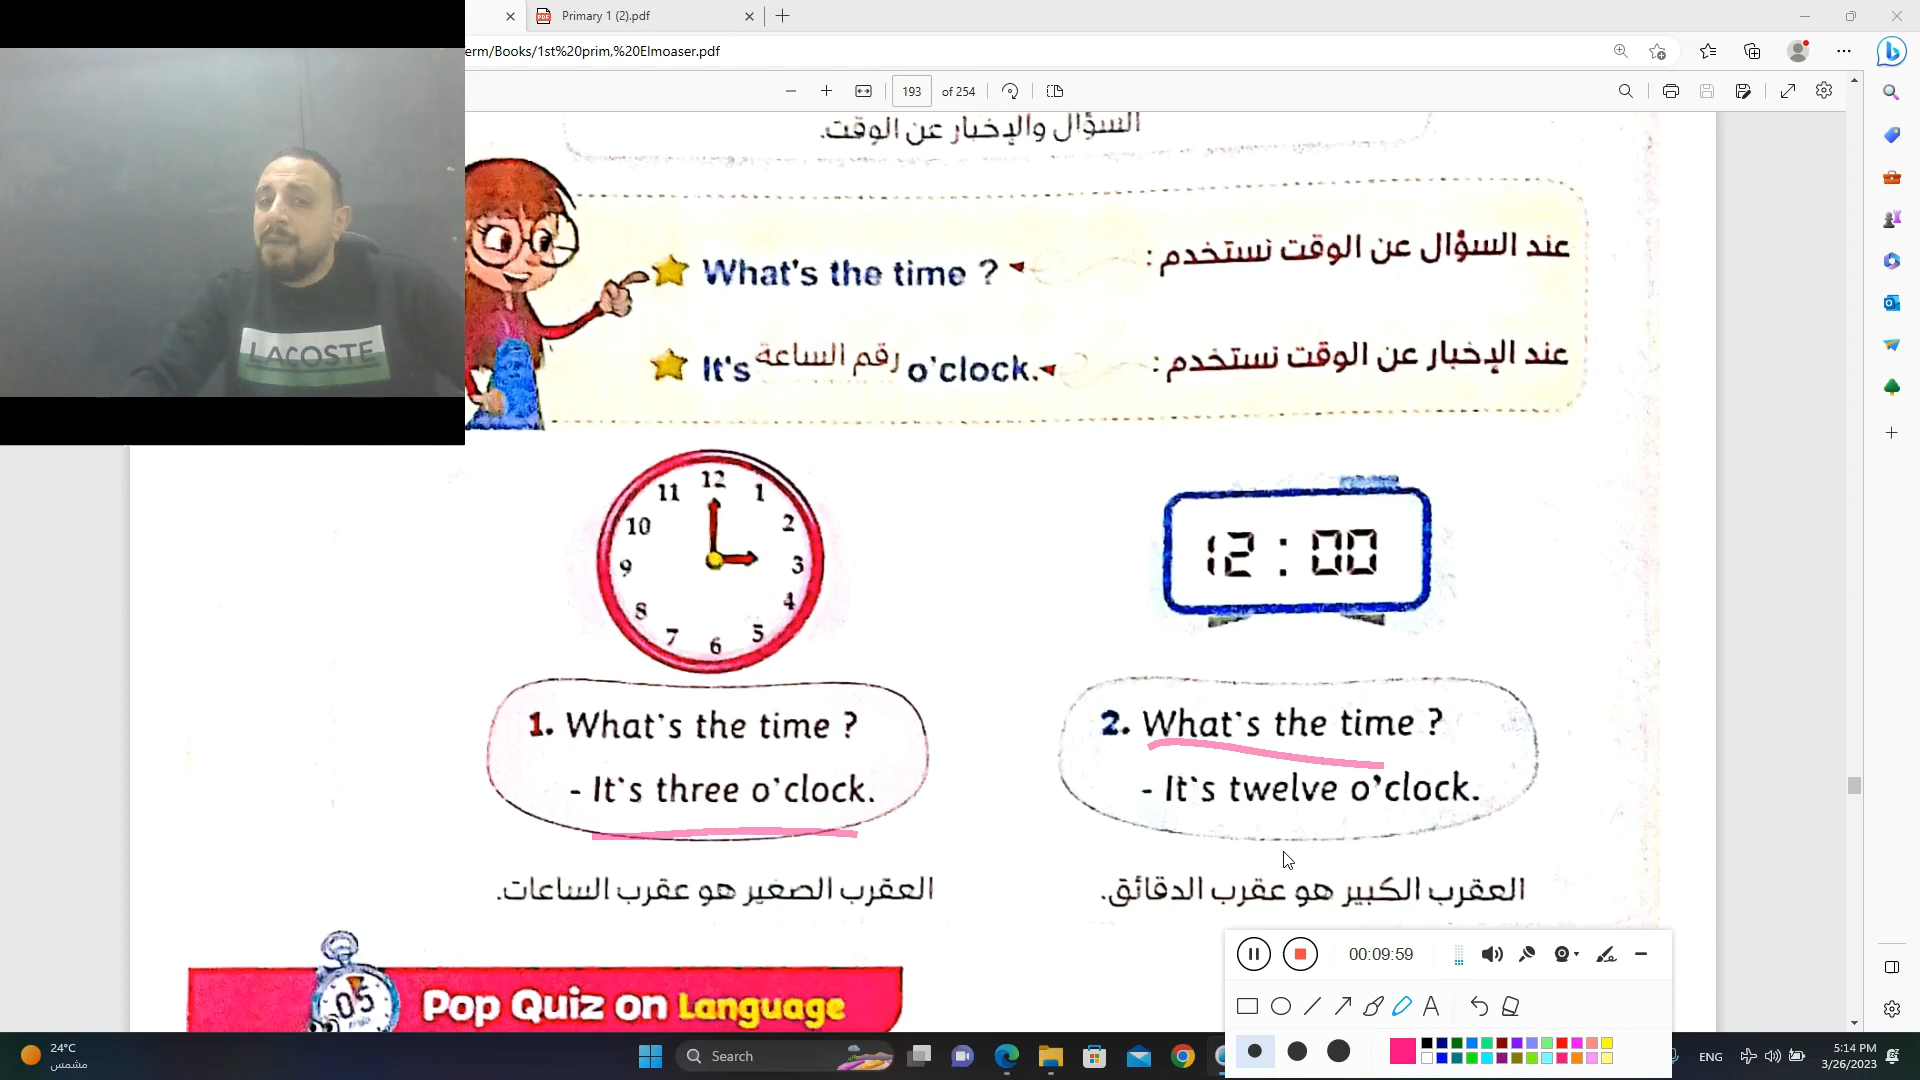 Primary 1 (2).pdf
erm/Books/1st%20prim,%20Elmoaser.pdf
193 of 254
السؤال والإخبار عن الوقت.
What's the time ? عند السؤال عن الوقت نستخدم :
It's رقم الساعة o'clock. عند الإخبار عن الوقت نستخدم :
LACOSTE
12
11 1
10 2
9 3
8 4
7 5
6
12 : 00
1. What's the time ?
- It's three o'clock.
2. What's the time ?
- It's twelve o'clock.
العقرب الصغير هو عقرب الساعات.
العقرب الكبير هو عقرب الدقائق.
05
Pop Quiz on Language
00:09:59
A
24°C
مشمس
Search
ENG
5:14 PM
3/26/2023